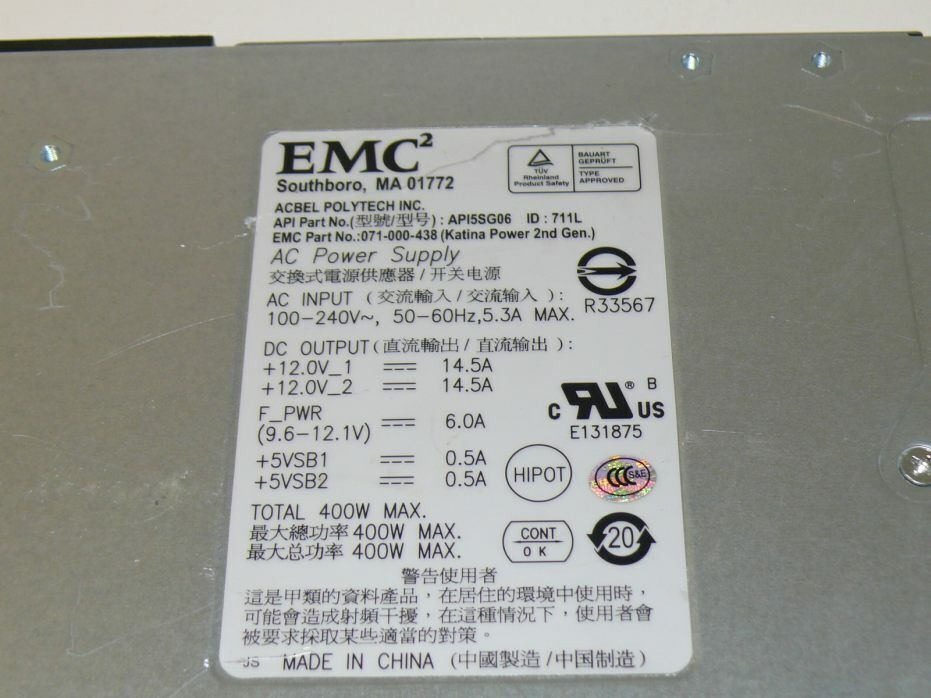 EMC²
Southboro, MA 01772
TÜV
Rheinland
Product Safety
BAUART
GEPRÜFT
TYPE
APPROVED
ACBEL POLYTECH INC.
API Part No.(型號/型号) : API5SG06 ID : 711L
EMC Part No.:071-000-438 (Katina Power 2nd Gen.)
AC Power Supply
交換式電源供應器 / 开关电源
AC INPUT ( 交流輸入 / 交流输入 ) :
100-240V~, 50-60Hz,5.3A MAX.
R33567
DC OUTPUT(直流輸出 / 直流输出 ) :
+12.0V_1 14.5A
+12.0V_2 14.5A
F_PWR
(9.6-12.1V) 6.0A
+5VSB1 0.5A
+5VSB2 0.5A
C RU ® US B
E131875
HIPOT
CCC S&E
TOTAL 400W MAX.
最大總功率 400W MAX.
最大总功率 400W MAX.
CONT
O K
20
警告使用者
這是甲類的資料產品，在居住的環境中使用時，
可能會造成射頻干擾，在這種情況下，使用者會
被要求採取某些適當的對策。
JS MADE IN CHINA (中國製造 /中国制造)